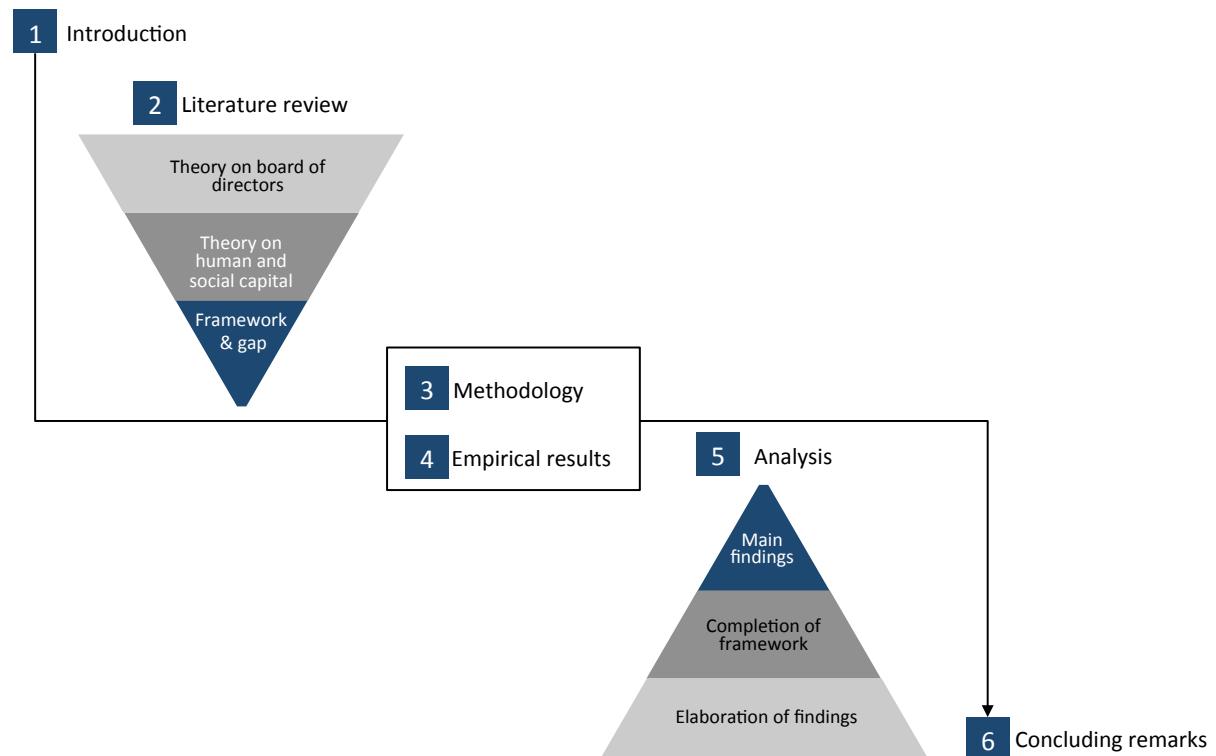 1 Introduction
2 Literature review
Theory on board of
directors
Theory on
human and
social capital
Framework
& gap
3 Methodology
4 Empirical results
5 Analysis
Main
findings
Completion of
framework
Elaboration of findings
6 Concluding remarks